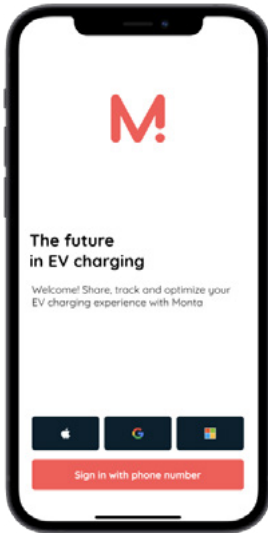 M!
The future
in EV charging
Welcome! Share, track and optimize your
EV charging experience with Monta
Sign in with phone number